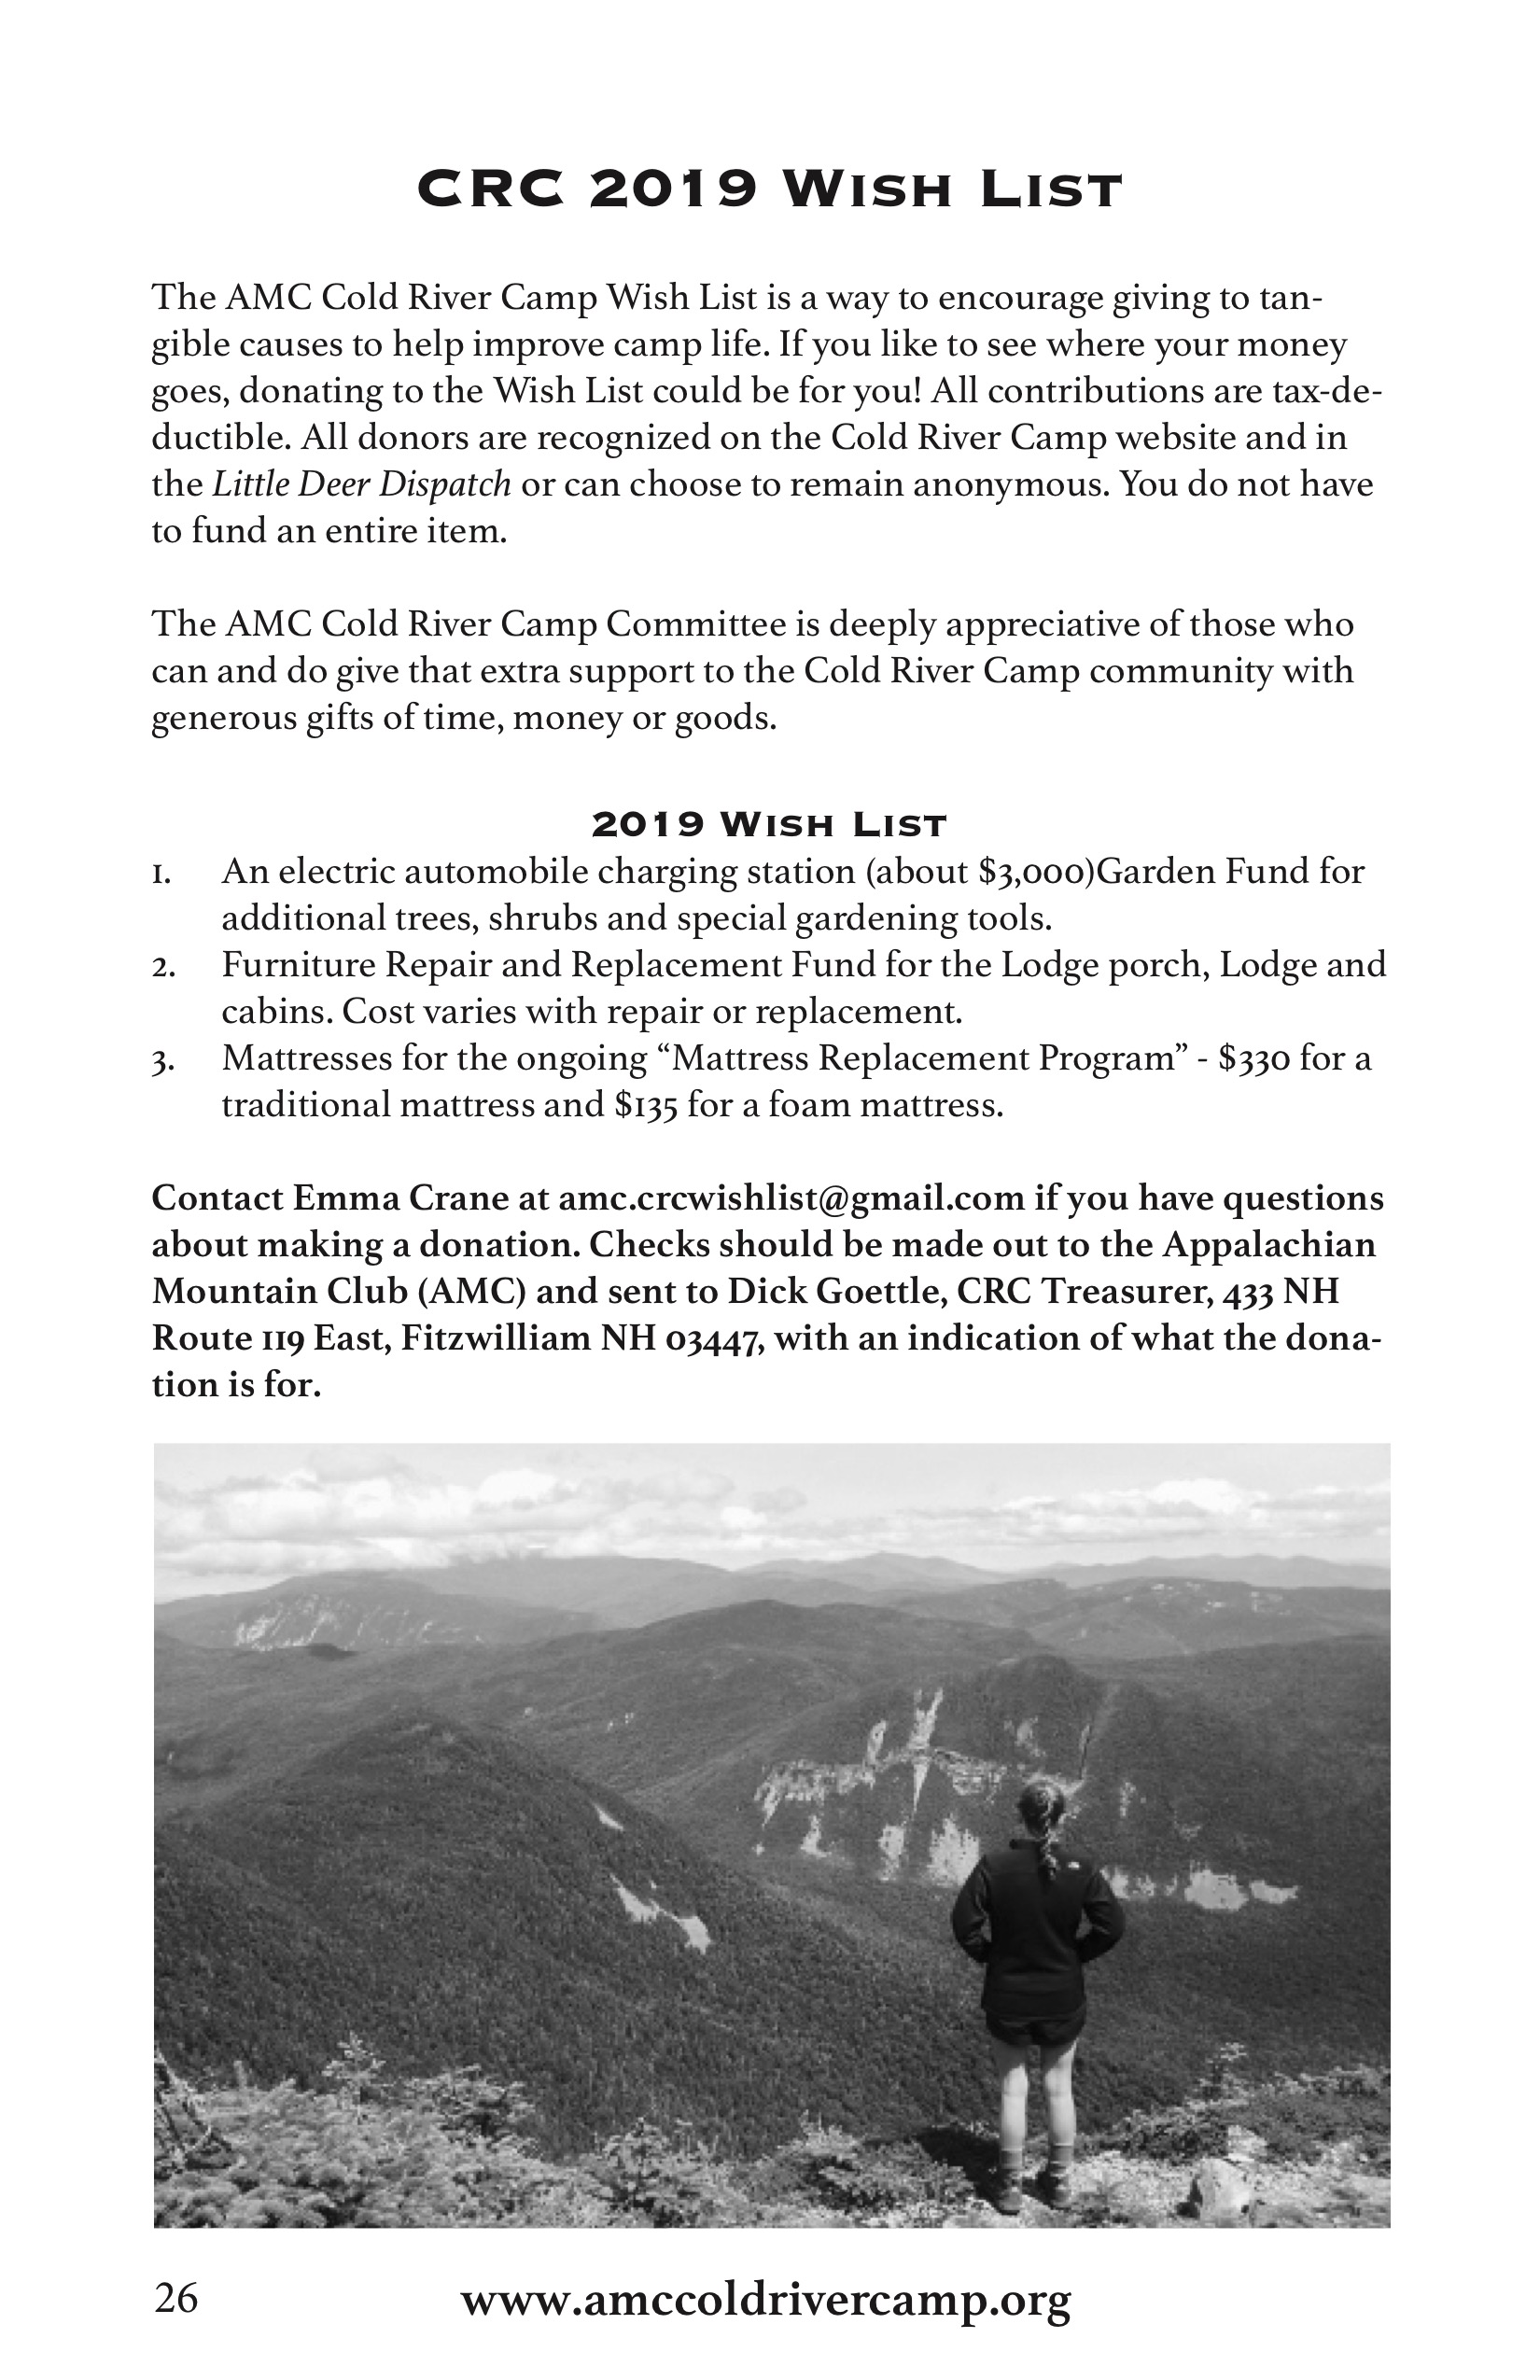 CRC 2019 Wish List
The AMC Cold River Camp Wish List is a way to encourage giving to tan-
gible causes to help improve camp life. If you like to see where your money
goes, donating to the Wish List could be for you! All contributions are tax-de-
ductible. All donors are recognized on the Cold River Camp website and in
the Little Deer Dispatch or can choose to remain anonymous. You do not have
to fund an entire item.
The AMC Cold River Camp Committee is deeply appreciative of those who
can and do give that extra support to the Cold River Camp community with
generous gifts of time, money or goods.
2019 Wish List
1. An electric automobile charging station (about $3,000)Garden Fund for
additional trees, shrubs and special gardening tools.
2. Furniture Repair and Replacement Fund for the Lodge porch, Lodge and
cabins. Cost varies with repair or replacement.
3. Mattresses for the ongoing “Mattress Replacement Program” - $330 for a
traditional mattress and $135 for a foam mattress.
Contact Emma Crane at amc.crcwishlist@gmail.com if you have questions
about making a donation. Checks should be made out to the Appalachian
Mountain Club (AMC) and sent to Dick Goettle, CRC Treasurer, 433 NH
Route 119 East, Fitzwilliam NH 03447, with an indication of what the dona-
tion is for.
26 www.amccoldrivercamp.org